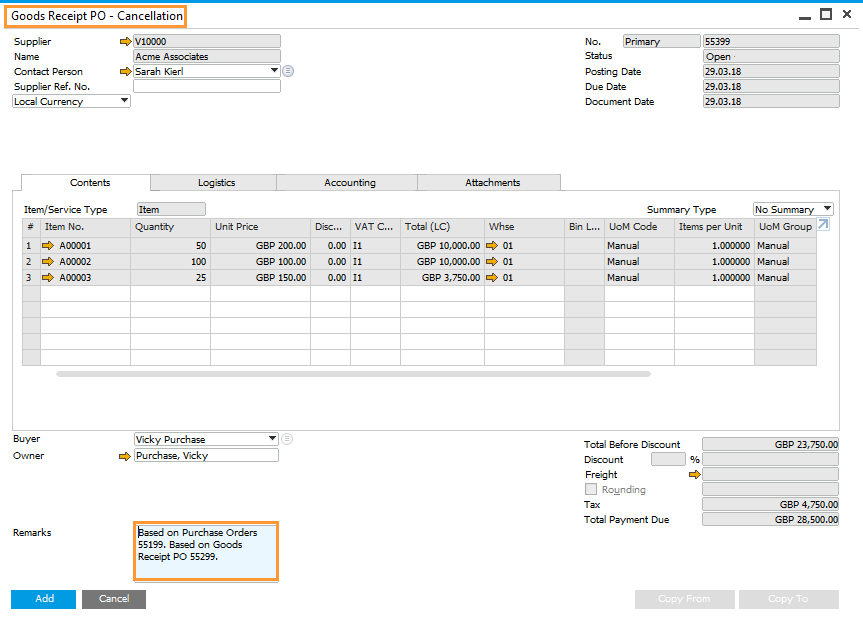 Goods Receipt PO - Cancellation
Supplier V10000
Name Acme Associates
Contact Person Sarah Kierl
Supplier Ref. No.
Local Currency
No. Primary 55399
Status Open
Posting Date 29.03.18
Due Date 29.03.18
Document Date 29.03.18
Contents Logistics Accounting Attachments
Item/Service Type Item Summary Type No Summary
# Item No. Quantity Unit Price Disc... VAT C... Total (LC) Whse Bin L... UoM Code Items per Unit UoM Group
1 A00001 50 GBP 200.00 0.00 I1 GBP 10,000.00 01 Manual 1.000000 Manual
2 A00002 100 GBP 100.00 0.00 I1 GBP 10,000.00 01 Manual 1.000000 Manual
3 A00003 25 GBP 150.00 0.00 I1 GBP 3,750.00 01 Manual 1.000000 Manual
Buyer Vicky Purchase
Owner Purchase, Vicky
Total Before Discount GBP 23,750.00
Discount %
Freight
Rounding
Tax GBP 4,750.00
Total Payment Due GBP 28,500.00
Remarks Based on Purchase Orders
55199. Based on Goods
Receipt PO 55299.
Add Cancel Copy From Copy To